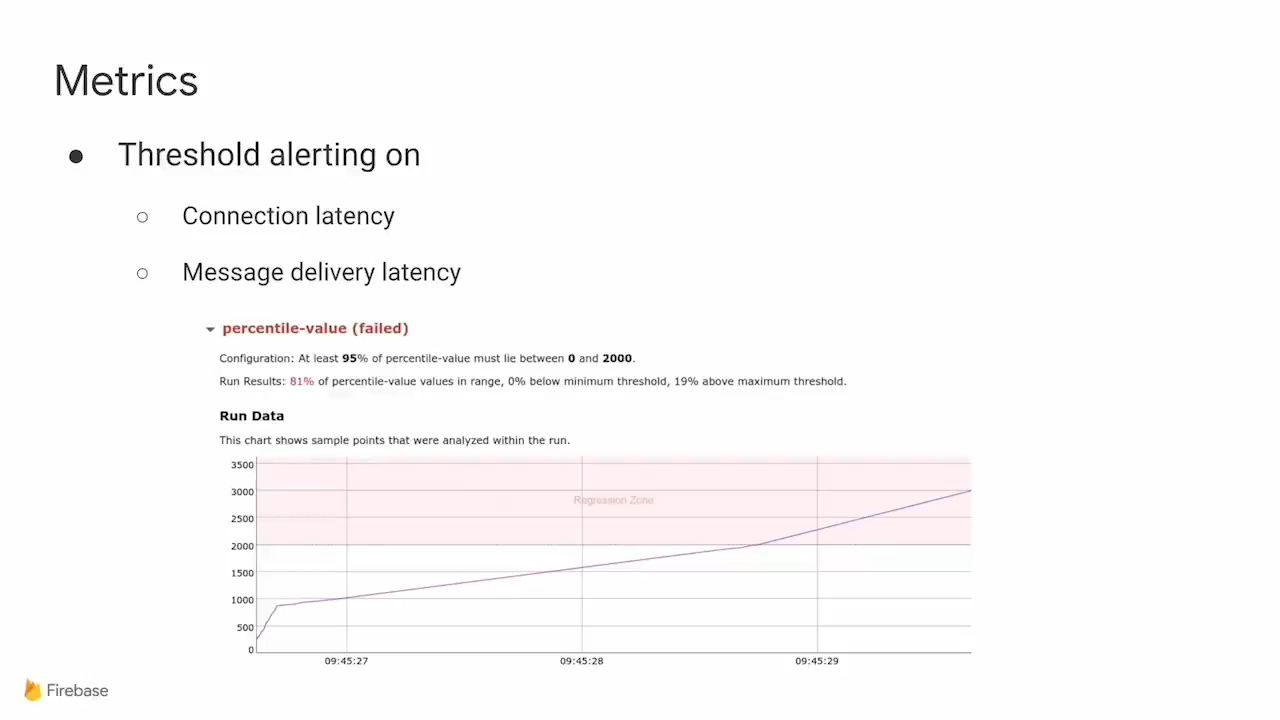 Metrics
● Threshold alerting on
○ Connection latency
○ Message delivery latency
percentile-value (failed)
Configuration: At least 95% of percentile-value must lie between 0 and 2000.
Run Results: 81% of percentile-value values in range, 0% below minimum threshold, 19% above maximum threshold.
Run Data
This chart shows sample points that were analyzed within the run.
3500
3000
Regression Zone
2500
2000
1500
1000
500
0
09:45:27 09:45:28 09:45:29
Firebase